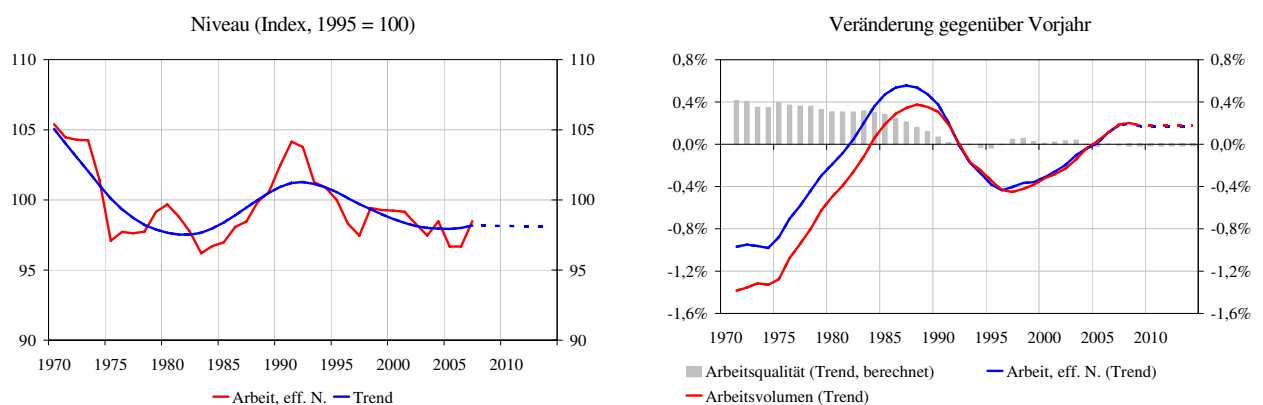 Niveau (Index, 1995 = 100)
110 110
105 105
100 100
95 95
90 90
1970 1975 1980 1985 1990 1995 2000 2005 2010
Arbeit, eff. N. Trend
Veränderung gegenüber Vorjahr
0,8% 0,8%
0,4% 0,4%
0,0% 0,0%
-0,4% -0,4%
-0,8% -0,8%
-1,2% -1,2%
-1,6% -1,6%
1970 1975 1980 1985 1990 1995 2000 2005 2010
Arbeitsqualität (Trend, berechnet) Arbeit, eff. N. (Trend)
Arbeitsvolumen (Trend)